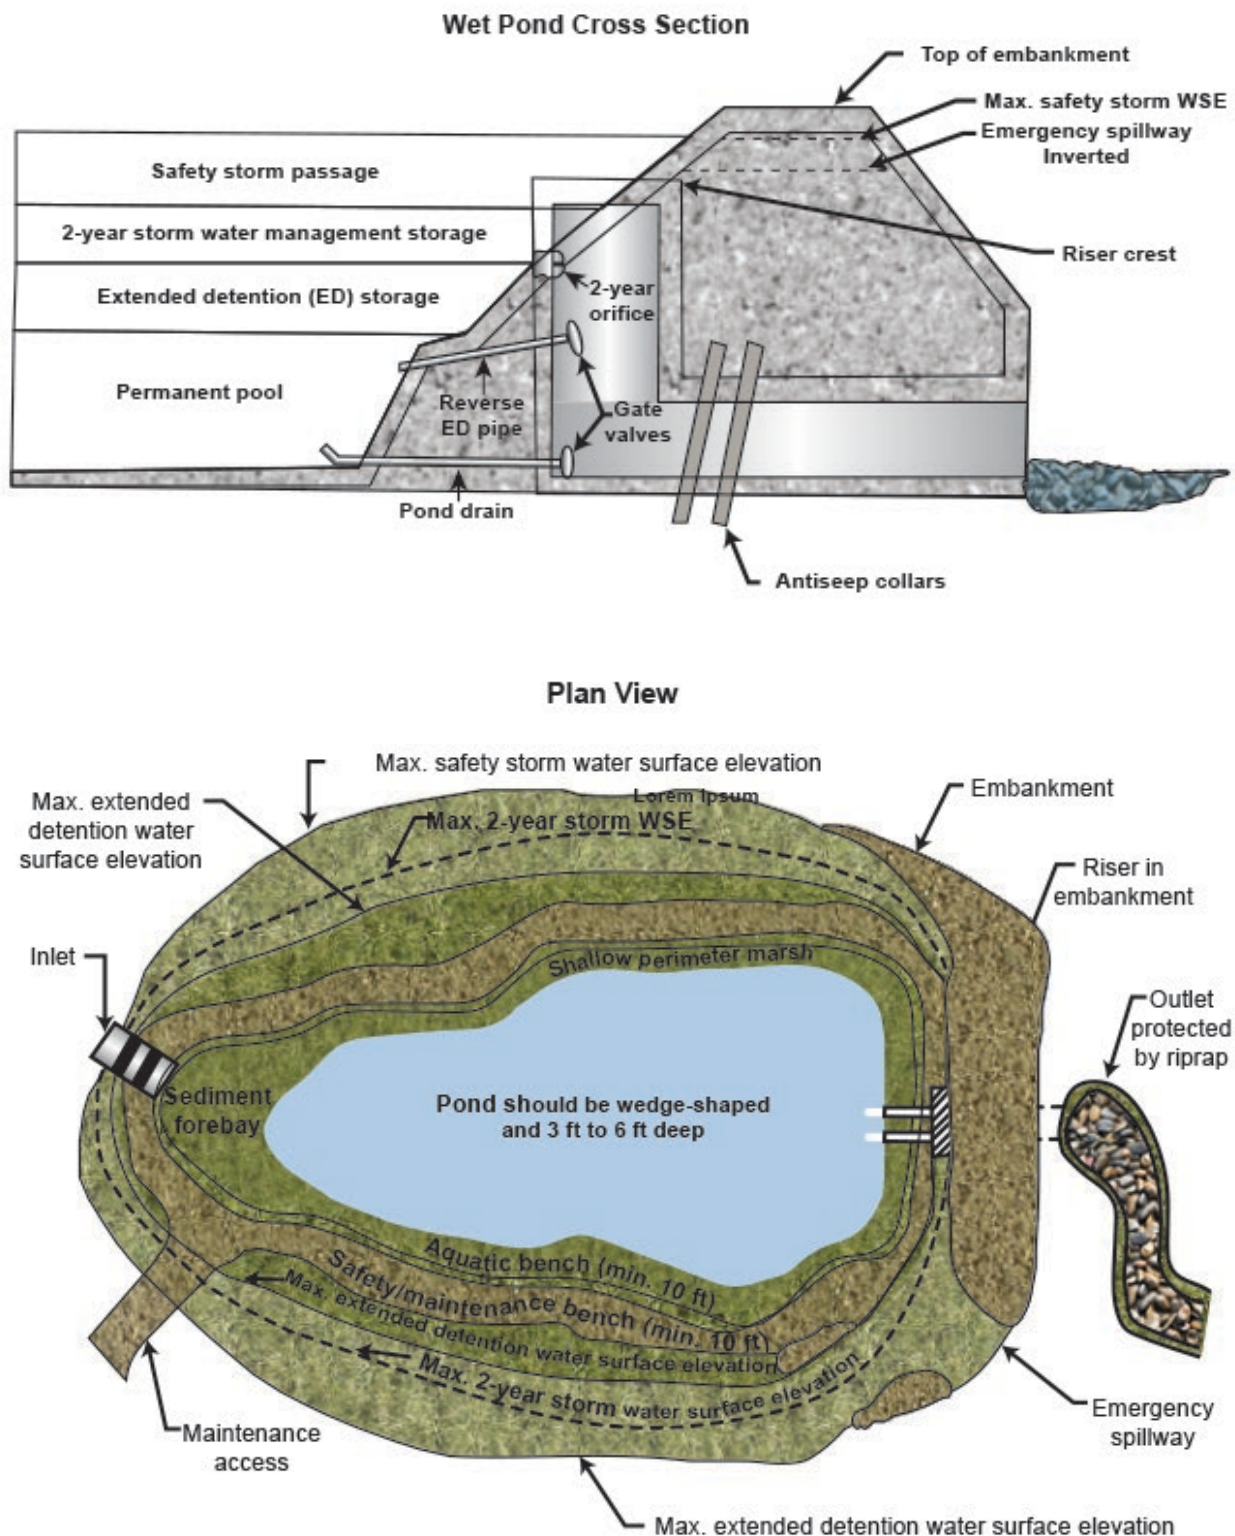 Wet Pond Cross Section
Top of embankment
Max. safety storm WSE
Emergency spillway
Inverted
Safety storm passage
2-year storm water management storage
Riser crest
Extended detention (ED) storage
2-year
orifice
Permanent pool
Reverse
ED pipe
Gate
valves
Pond drain
Antiseep collars
Plan View
Max. safety storm water surface elevation
Lorem Ipsum
Max. 2-year storm WSE
Max. extended
detention water
surface elevation
Embankment
Riser in
embankment
Inlet
Shallow perimeter marsh
Outlet
protected
by riprap
Sediment
forebay
Pond should be wedge-shaped
and 3 ft to 6 ft deep
Aquatic bench (min. 10 ft)
Safety/maintenance bench (min. 10 ft)
Max. extended detention water surface elevation
Max. 2-year storm water surface elevation
Maintenance
access
Emergency
spillway
Max. extended detention water surface elevation